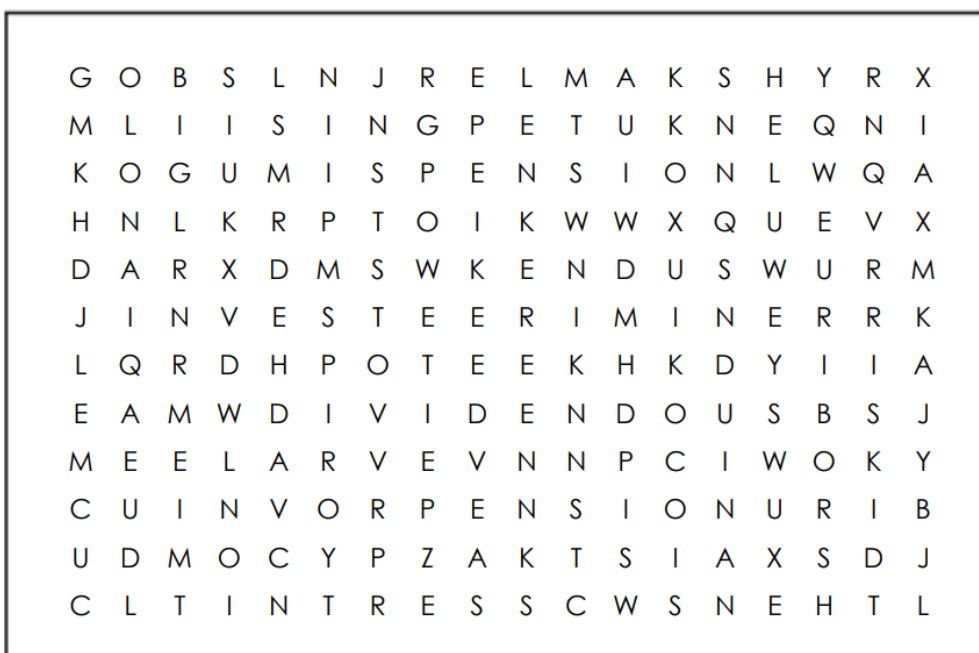 G O B S L N J R E L M A K S H Y R X
M L I I S I N G P E T U K N E Q N I
K O G U M I S P E N S I O N L W Q A
H N L K R P T O I K W W X Q U E V X
D A R X D M S W K E N D U S W U R M
J I N V E S T E E R I M I N E R R K
L Q R D H P O T E E K H K D Y I I A
E A M W D I V I D E N D O U S B S J
M E E L A R V E V N N P C I W O K Y
C U I N V O R P E N S I O N U R I B
U D M O C Y P Z A K T S I A X S D J
C L T I N T R E S S C W S N E H T L